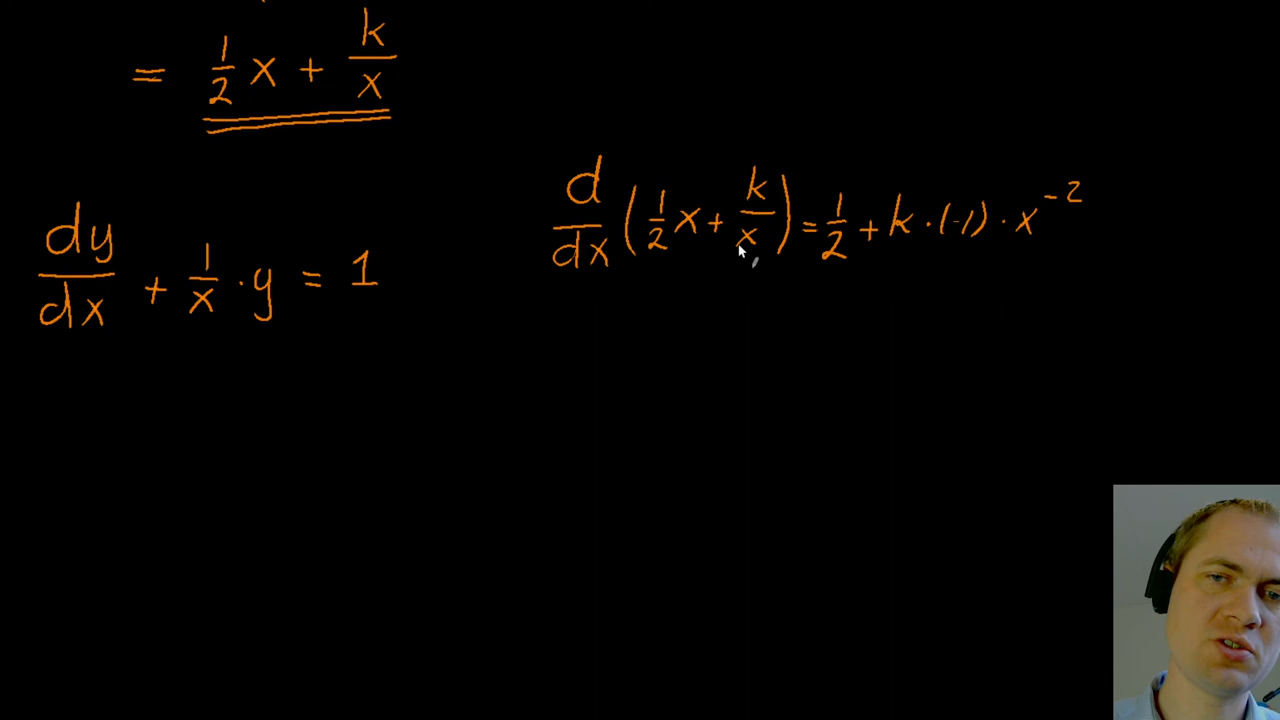 = 1/2 x + k/x
d/dx (1/2 x + k/x) = 1/2 + k · (-1) · x^-2
dy/dx + 1/x · y = 1